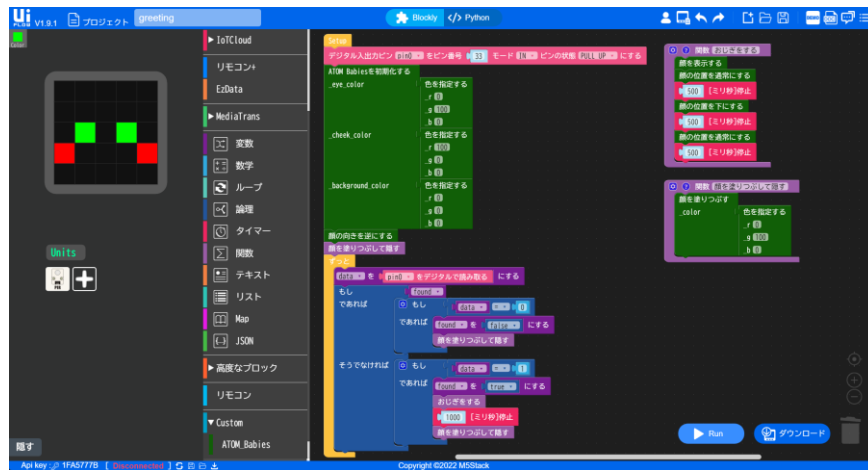 UiFLOW V1.9.1 プロジェクト greeting Blockly </> Python
Color
IoTCloud
リモコン+
EzData
MediaTrans
変数
数学
ループ
論理
タイマー
関数
テキスト
リスト
Map
JSON
高度なブロック
リモコン
Custom
ATOM_Babies
Units
隠す
Setup
デジタル入出力ピン pin0 をピン番号 33 モード IN ピンの状態 PULL UP にする
ATOM Babiesを初期化する
_eye_color 色を指定する
_r 0
_g 100
_b 0
_cheek_color 色を指定する
_r 100
_g 0
_b 0
_background_color 色を指定する
_r 0
_g 0
_b 0
顔の向きを逆にする
顔を塗りつぶして隠す
ずっと
data を pin0 をデジタルで読み取る にする
もし found
であれば もし data = 0
であれば found を false にする
顔を塗りつぶして隠す
そうでなければ もし data = 1
であれば found を true にする
おじぎをする
1000 [ミリ秒]停止
顔を塗りつぶして隠す
関数 おじぎをする
顔を表示する
顔の位置を通常にする
500 [ミリ秒]停止
顔の位置を下にする
500 [ミリ秒]停止
顔の位置を通常にする
500 [ミリ秒]停止
関数 顔を塗りつぶして隠す
顔を塗りつぶす
_color 色を指定する
_r 0
_g 100
_b 0
Run
ダウンロード
Api key : 1FA5777B [ Disconnected ]
Copyright ©2022 M5Stack